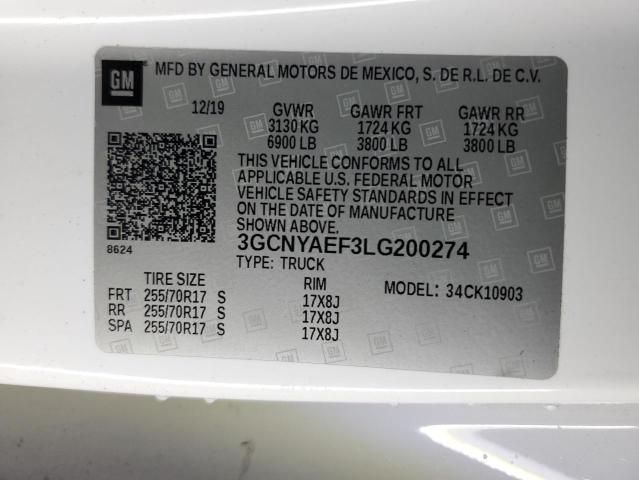 GM MFD BY GENERAL MOTORS DE MEXICO, S. DE R.L. DE C.V.
12/19 GVWR GAWR FRT GAWR RR
3130 KG 1724 KG 1724 KG
6900 LB 3800 LB 3800 LB
THIS VEHICLE CONFORMS TO ALL
APPLICABLE U.S. FEDERAL MOTOR
VEHICLE SAFETY STANDARDS IN EFFECT
ON THE DATE OF MANUFACTURE
SHOWN ABOVE.
8624 3GCNYAEF3LG200274
TYPE: TRUCK
TIRE SIZE RIM MODEL: 34CK10903
FRT 255/70R17 S 17X8J
RR 255/70R17 S 17X8J
SPA 255/70R17 S 17X8J